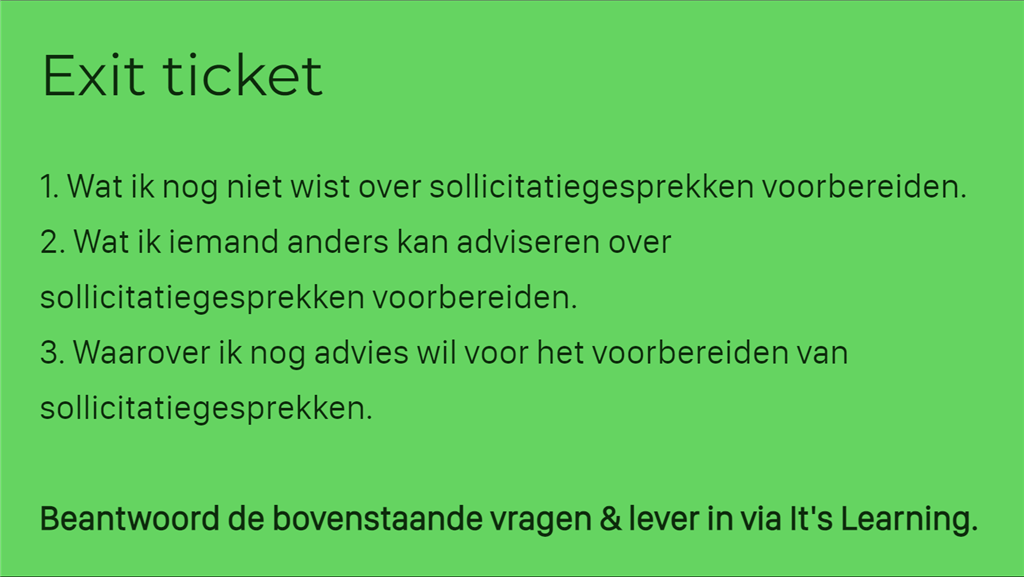 Exit ticket
1. Wat ik nog niet wist over sollicitatiegesprekken voorbereiden.
2. Wat ik iemand anders kan adviseren over
sollicitatiegesprekken voorbereiden.
3. Waarover ik nog advies wil voor het voorbereiden van
sollicitatiegesprekken.
Beantwoord de bovenstaande vragen & lever in via It's Learning.